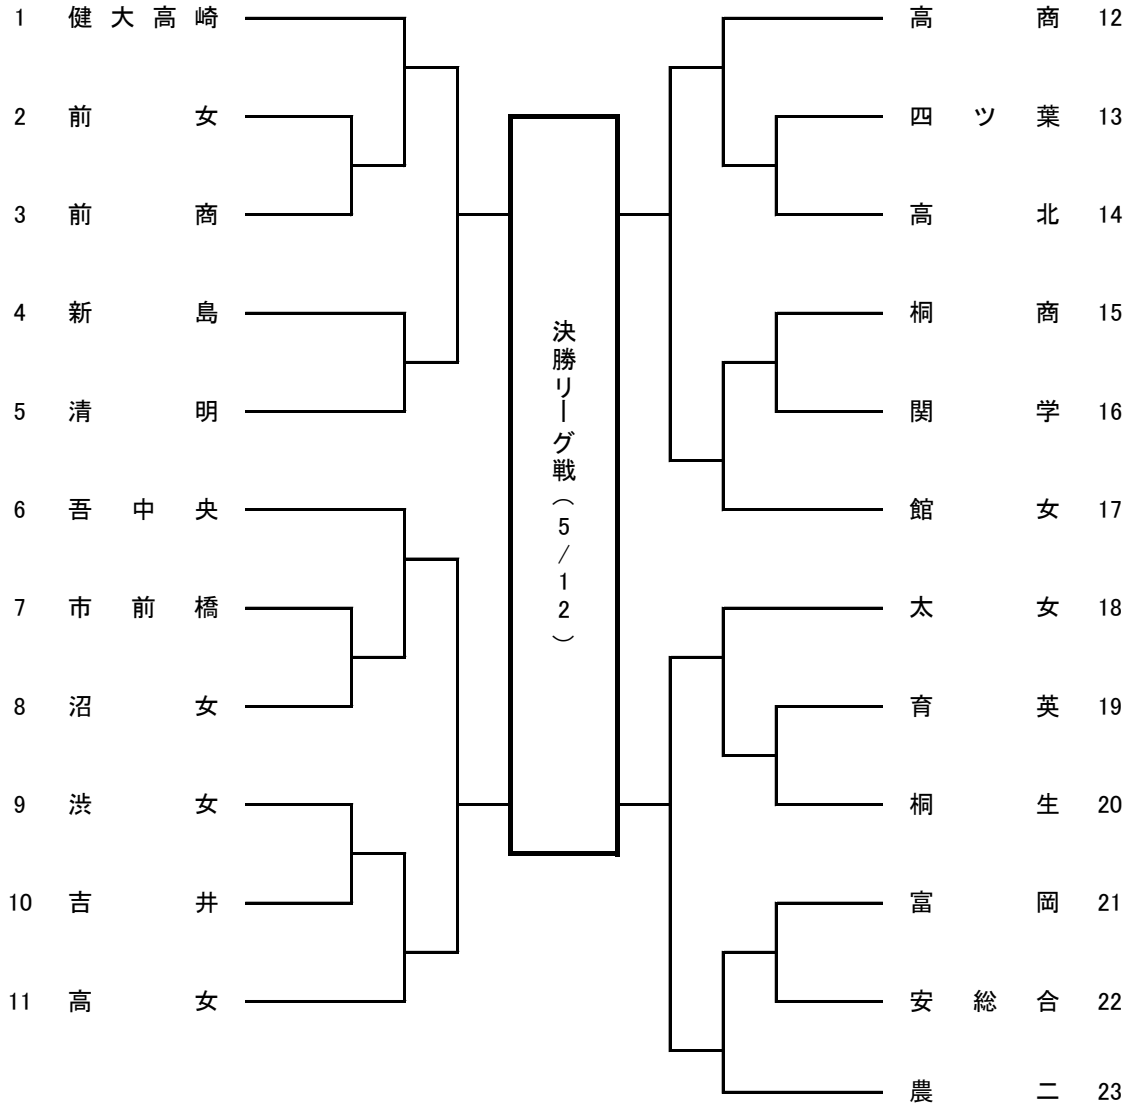 1 健大高崎
2 前女
3 前商
4 新島
5 清明
6 吾中央
7 市前橋
8 沼女
9 渋女
10 吉井
11 高女
決勝リーグ戦(5/12)
高商 12
四ツ葉 13
高北 14
桐商 15
関学 16
館女 17
太女 18
育英 19
桐生 20
富岡 21
安総合 22
農二 23